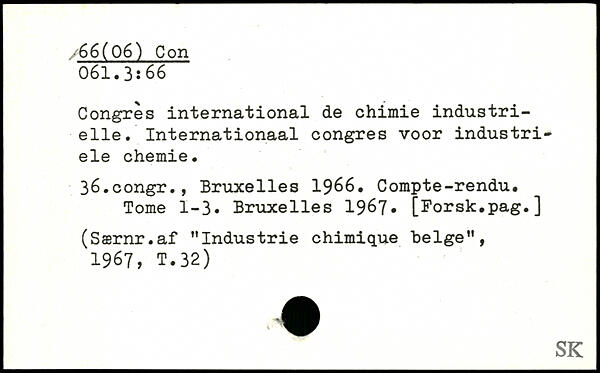 66(06) Con
061.3:66
Congrès international de chimie industri-
elle. Internationaal congres voor industri-
ele chemie.
36.congr., Bruxelles 1966. Compte-rendu.
Tome 1-3. Bruxelles 1967. [Forsk.pag.]
(Særnr.af "Industrie chimique belge",
1967, T.32)
SK